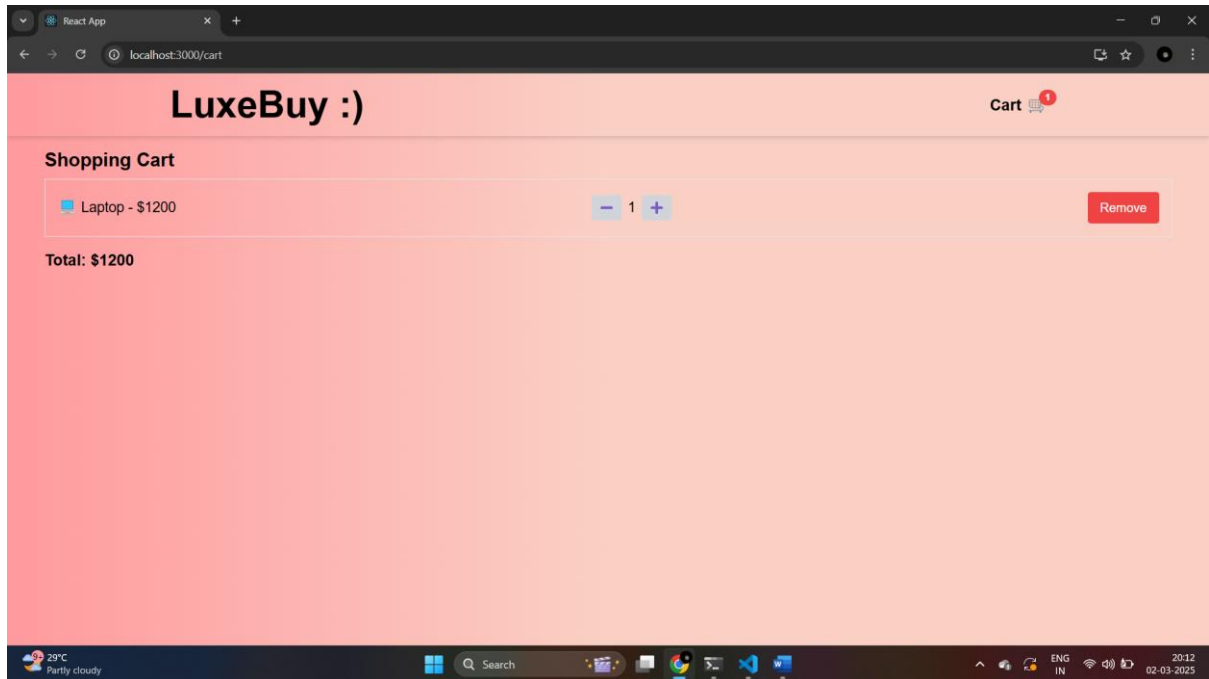 React App
localhost:3000/cart
LuxeBuy :)
Cart 1
Shopping Cart
Laptop - $1200
− 1 +
Remove
Total: $1200
9+
29°C
Partly cloudy
Search
ENG
IN
20:12
02-03-2025